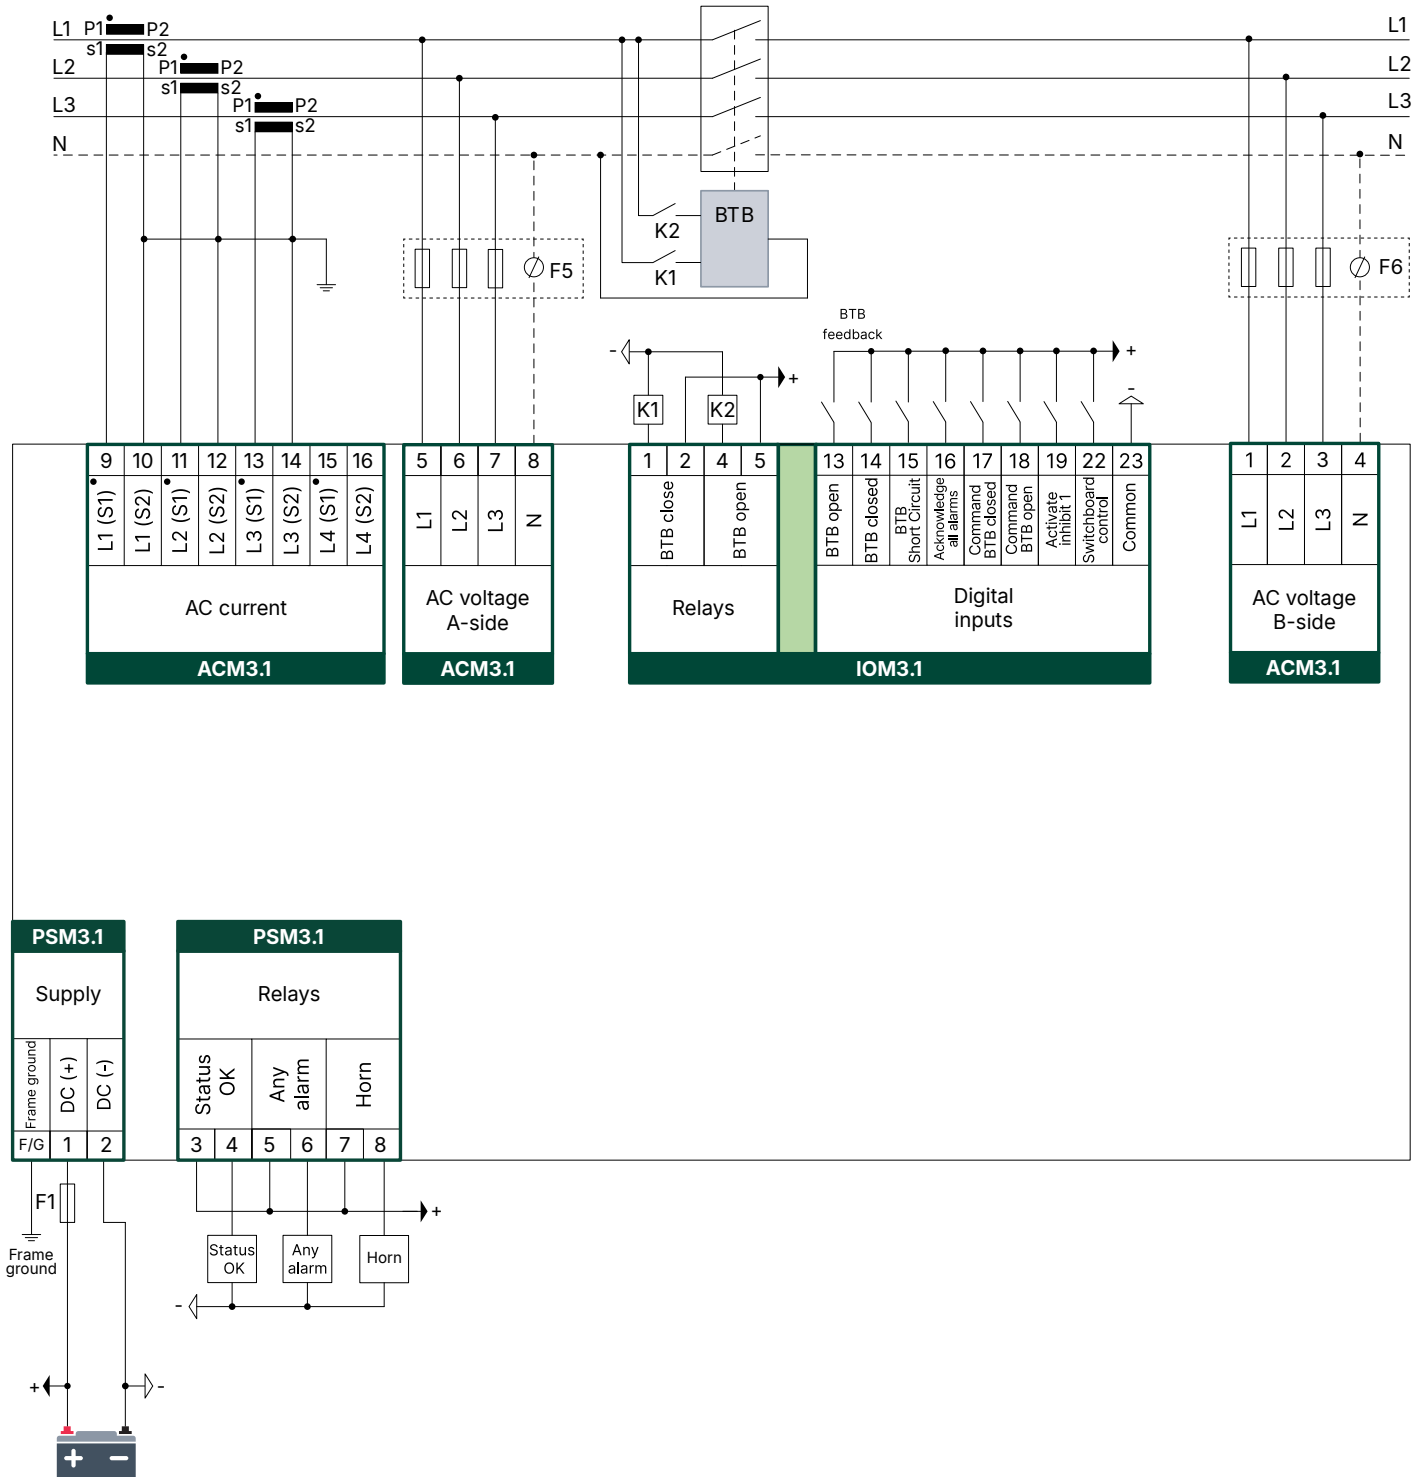 L1 P1 P2 L1
s1 s2
L2 P1 P2 L2
s1 s2
L3 P1 P2 L3
s1 s2
N N
K2 BTB
K1
F5 F6
BTB
feedback
- +
+ -
K1 K2
9 10 11 12 13 14 15 16
L1 (S1) L1 (S2) L2 (S1) L2 (S2) L3 (S1) L3 (S2) L4 (S1) L4 (S2)
AC current
ACM3.1
5 6 7 8
L1 L2 L3 N
AC voltage
A-side
ACM3.1
1 2 4 5
BTB close BTB open
Relays
13 14 15 16 17 18 19 22 23
BTB open
BTB closed
BTB
Short Circuit
Acknowledge
all alarms
Command
BTB closed
Command
BTB open
Activate
inhibit 1
Switchboard
control
Common
Digital
inputs
IOM3.1
1 2 3 4
L1 L2 L3 N
AC voltage
B-side
ACM3.1
PSM3.1
Supply
Frame ground DC (+) DC (-)
F/G 1 2
PSM3.1
Relays
Status
OK
Any
alarm
Horn
3 4 5 6 7 8
F1
Frame
ground
+
Status
OK
Any
alarm
Horn
-
+ -
+ −